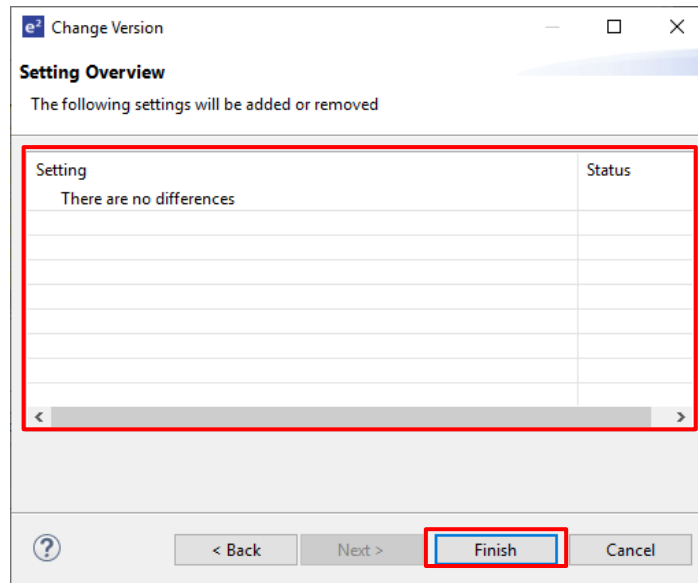 e² Change Version
Setting Overview
The following settings will be added or removed
Setting Status
There are no differences
< >
? < Back Next > Finish Cancel